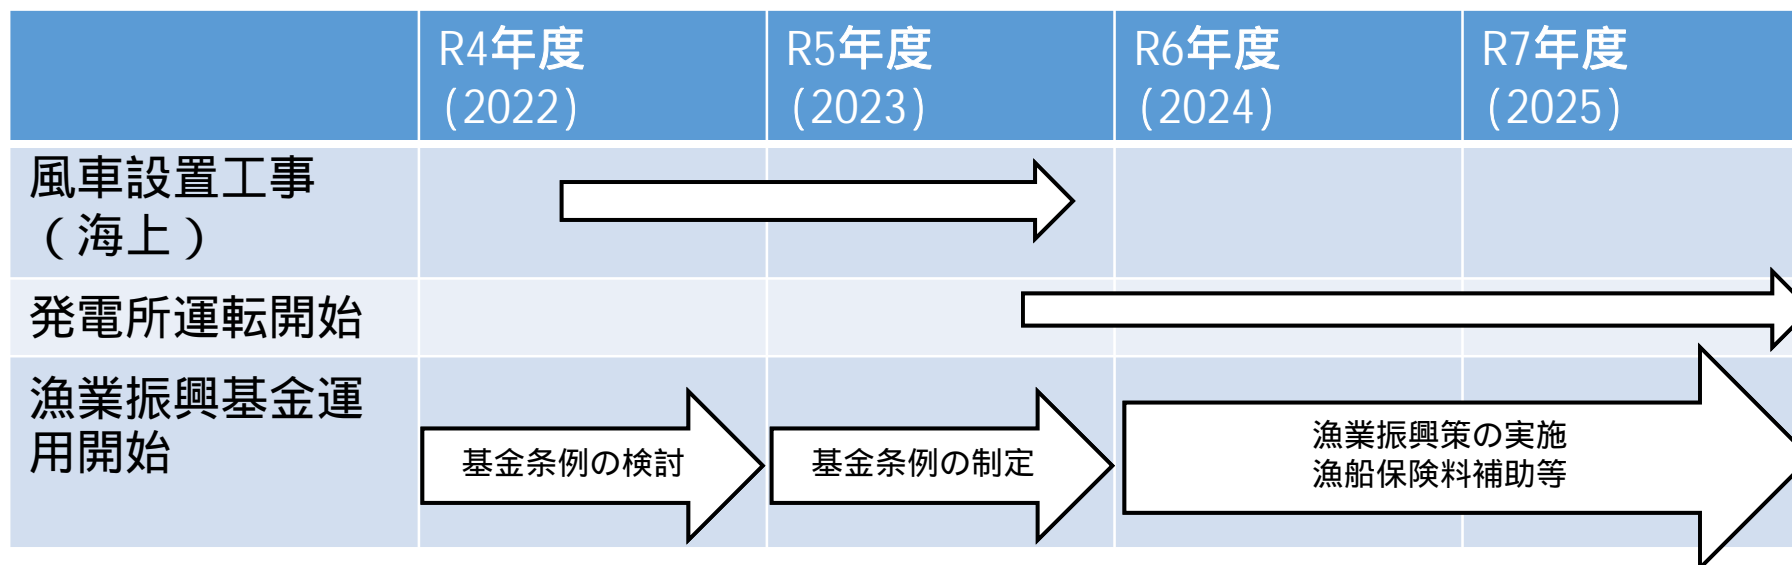 R4年度
(2022)
R5年度
(2023)
R6年度
(2024)
R7年度
(2025)
風車設置工事
（海上）
発電所運転開始
漁業振興基金運
用開始
基金条例の検討
基金条例の制定
漁業振興策の実施
漁船保険料補助等